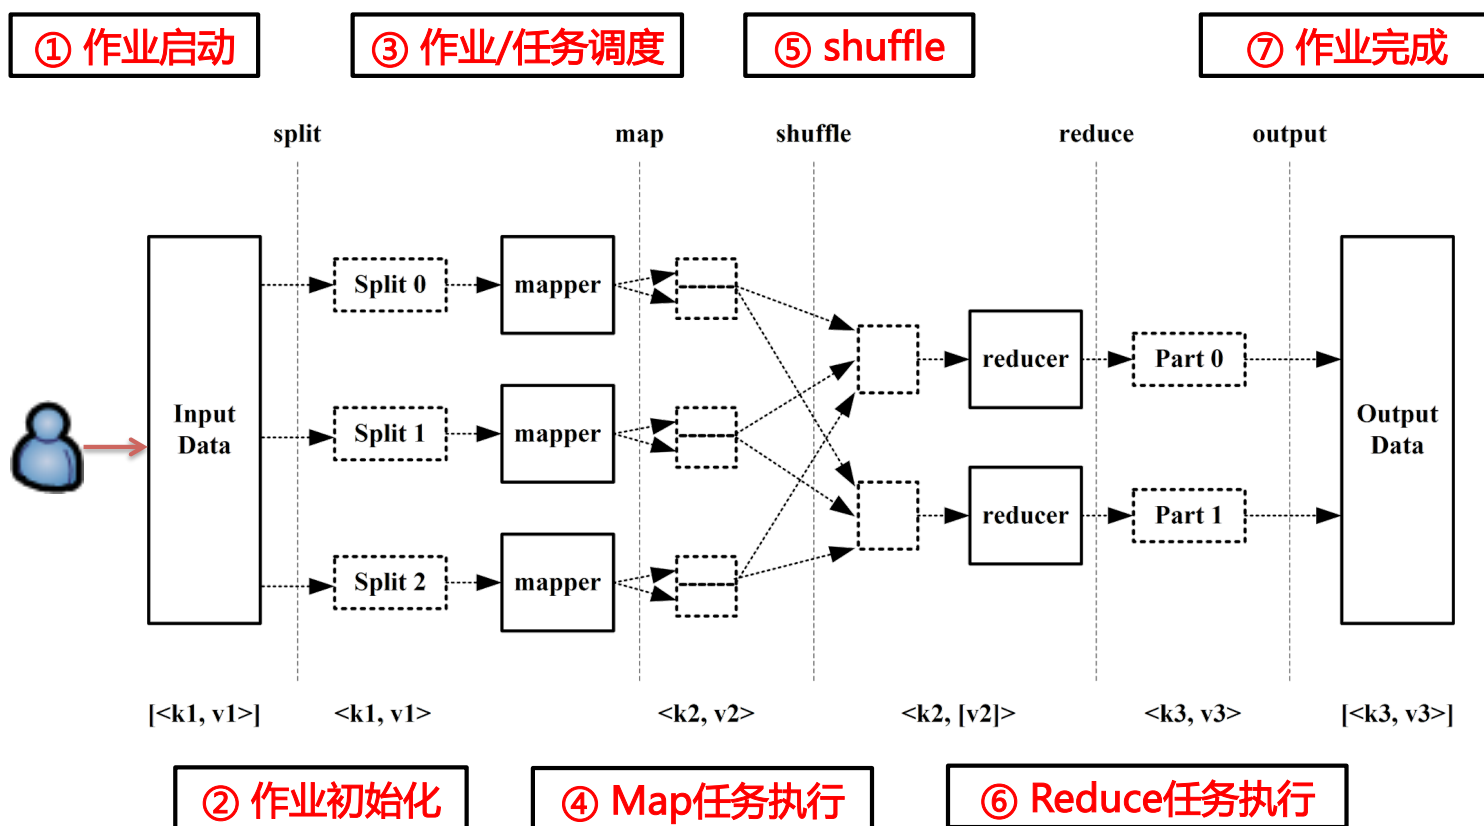 ① 作业启动
③ 作业/任务调度
⑤ shuffle
⑦ 作业完成
split
map
shuffle
reduce
output
Input
Data
Split 0
mapper
Split 1
mapper
Split 2
mapper
reducer
Part 0
reducer
Part 1
Output
Data
[<k1, v1>]
<k1, v1>
<k2, v2>
<k2, [v2]>
<k3, v3>
[<k3, v3>]
② 作业初始化
④ Map任务执行
⑥ Reduce任务执行